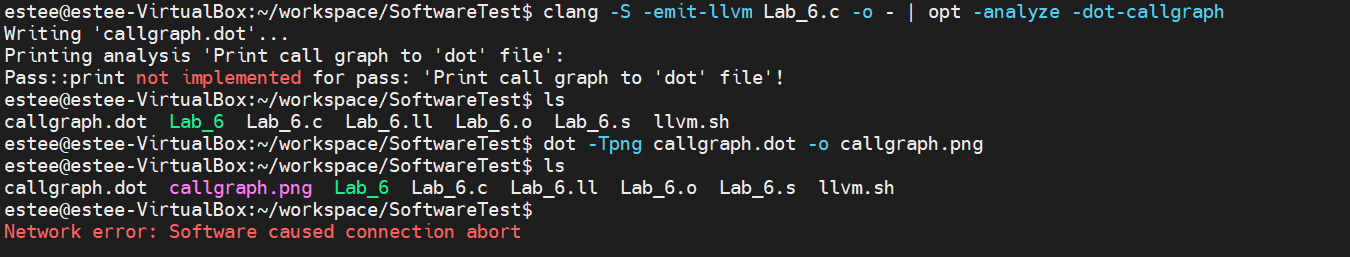 estee@estee-VirtualBox:~/workspace/SoftwareTest$ clang -S -emit-llvm Lab_6.c -o - | opt -analyze -dot-callgraph
Writing 'callgraph.dot'...
Printing analysis 'Print call graph to 'dot' file':
Pass::print not implemented for pass: 'Print call graph to 'dot' file'!
estee@estee-VirtualBox:~/workspace/SoftwareTest$ ls
callgraph.dot  Lab_6  Lab_6.c  Lab_6.ll  Lab_6.o  Lab_6.s  llvm.sh
estee@estee-VirtualBox:~/workspace/SoftwareTest$ dot -Tpng callgraph.dot -o callgraph.png
estee@estee-VirtualBox:~/workspace/SoftwareTest$ ls
callgraph.dot  callgraph.png  Lab_6  Lab_6.c  Lab_6.ll  Lab_6.o  Lab_6.s  llvm.sh
estee@estee-VirtualBox:~/workspace/SoftwareTest$
Network error: Software caused connection abort